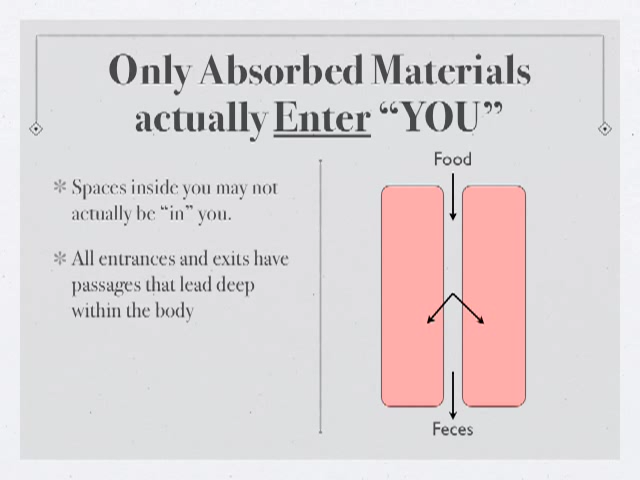 Only Absorbed Materials
actually Enter “YOU”
Food
✻ Spaces inside you may not
actually be “in” you.
✻ All entrances and exits have
passages that lead deep
within the body
Feces